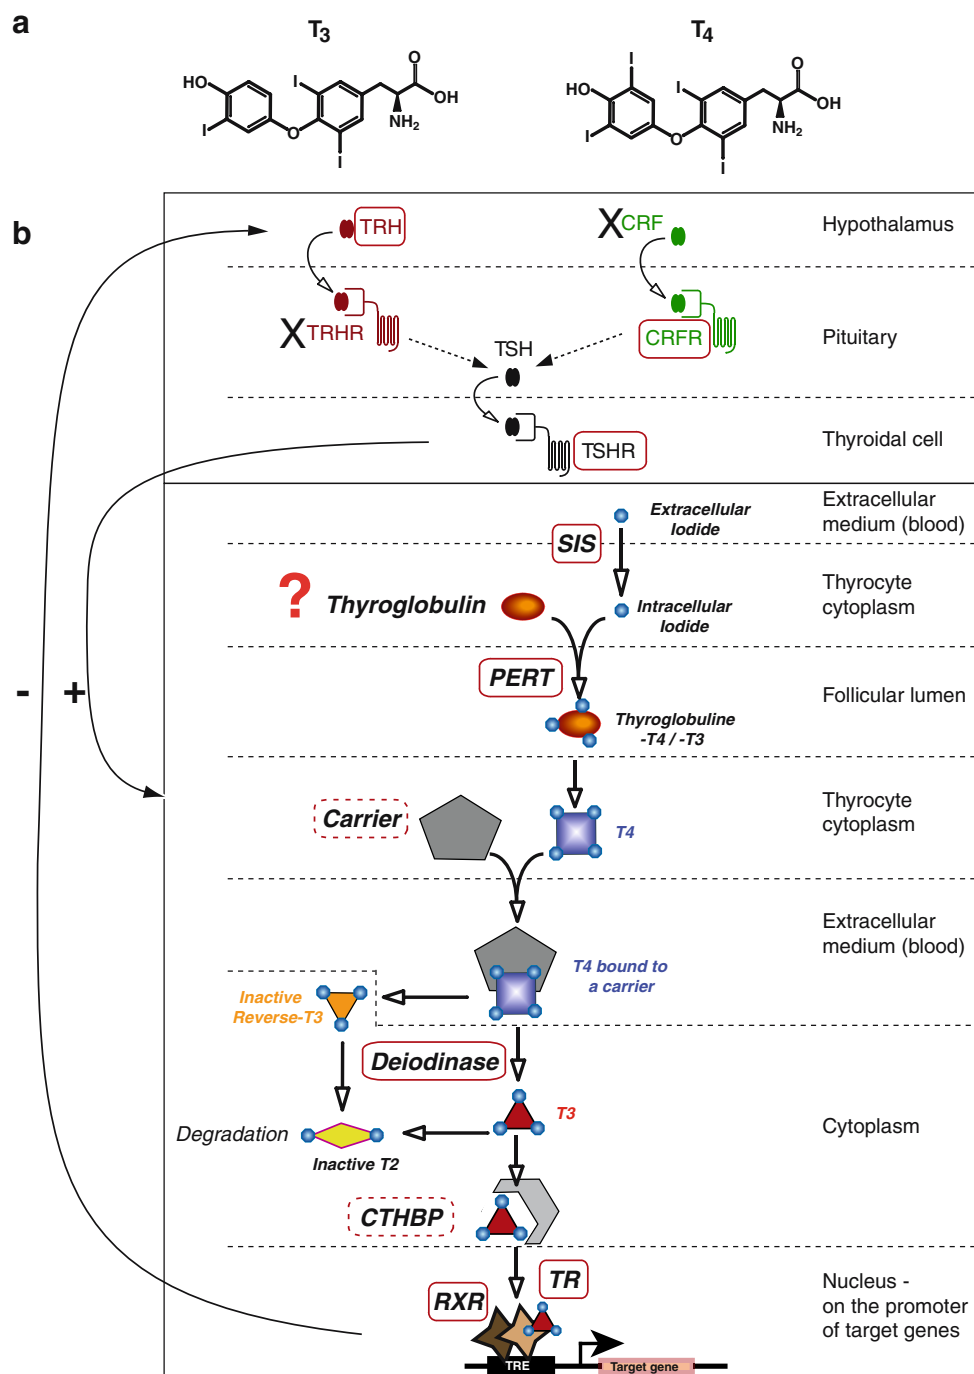 a
T3
T4
HO
I
I
O
I
O
OH
NH2
I
HO
I
I
O
I
O
OH
NH2
b
TRH
XCRF
Hypothalamus
XTRHR
CRFR
Pituitary
TSH
TSHR
Thyroidal cell
Extracellular
Iodide
Extracellular
medium (blood)
SIS
?
Thyroglobulin
Intracellular
Iodide
Thyrocyte
cytoplasm
- +
PERT
Thyroglobuline
-T4 / -T3
Follicular lumen
Carrier
T4
Thyrocyte
cytoplasm
T4 bound to
a carrier
Extracellular
medium (blood)
Inactive
Reverse-T3
Deiodinase
T3
Degradation
Inactive T2
Cytoplasm
CTHBP
RXR
TR
Nucleus -
on the promoter
of target genes
TRE
Target gene